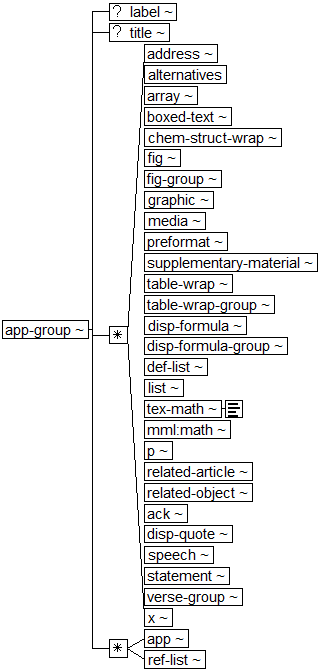 ? label ~
? title ~
address ~
alternatives
array ~
boxed-text ~
chem-struct-wrap ~
fig ~
fig-group ~
graphic ~
media ~
preformat ~
supplementary-material ~
table-wrap ~
table-wrap-group ~
disp-formula ~
app-group ~
*
disp-formula-group ~
def-list ~
list ~
tex-math ~
mml:math ~
p ~
related-article ~
related-object ~
ack ~
disp-quote ~
speech ~
statement ~
verse-group ~
x ~
*
app ~
ref-list ~